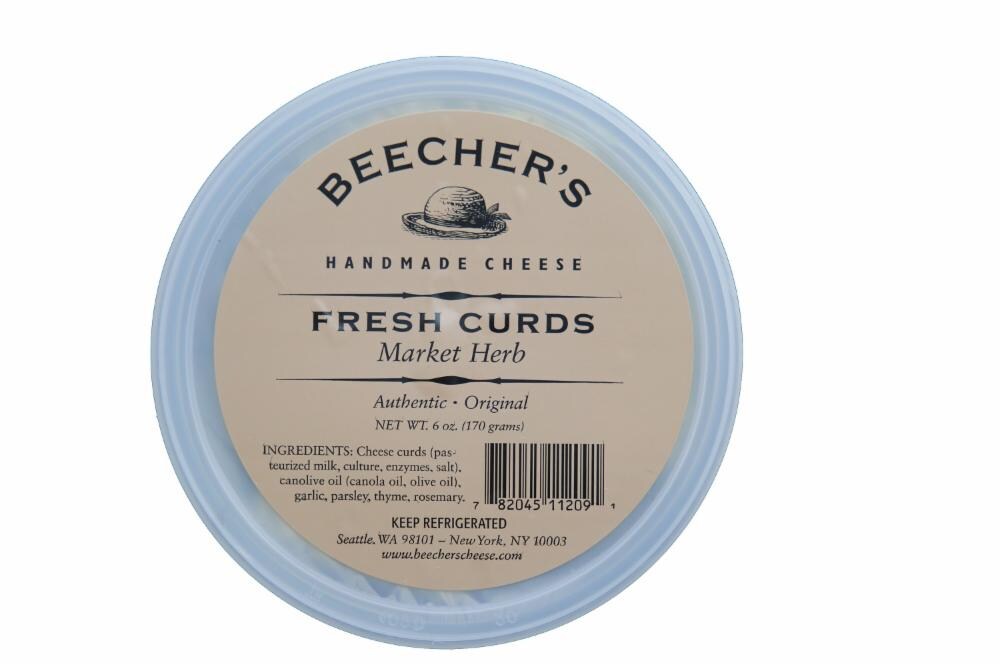 BEECHER'S
HANDMADE CHEESE
FRESH CURDS
Market Herb
Authentic • Original
NET WT. 6 oz. (170 grams)
INGREDIENTS: Cheese curds (pas-
teurized milk, culture, enzymes, salt),
canolive oil (canola oil, olive oil),
garlic, parsley, thyme, rosemary.
7 82045 11209 1
KEEP REFRIGERATED
Seattle, WA 98101 – New York, NY 10003
www.beecherscheese.com